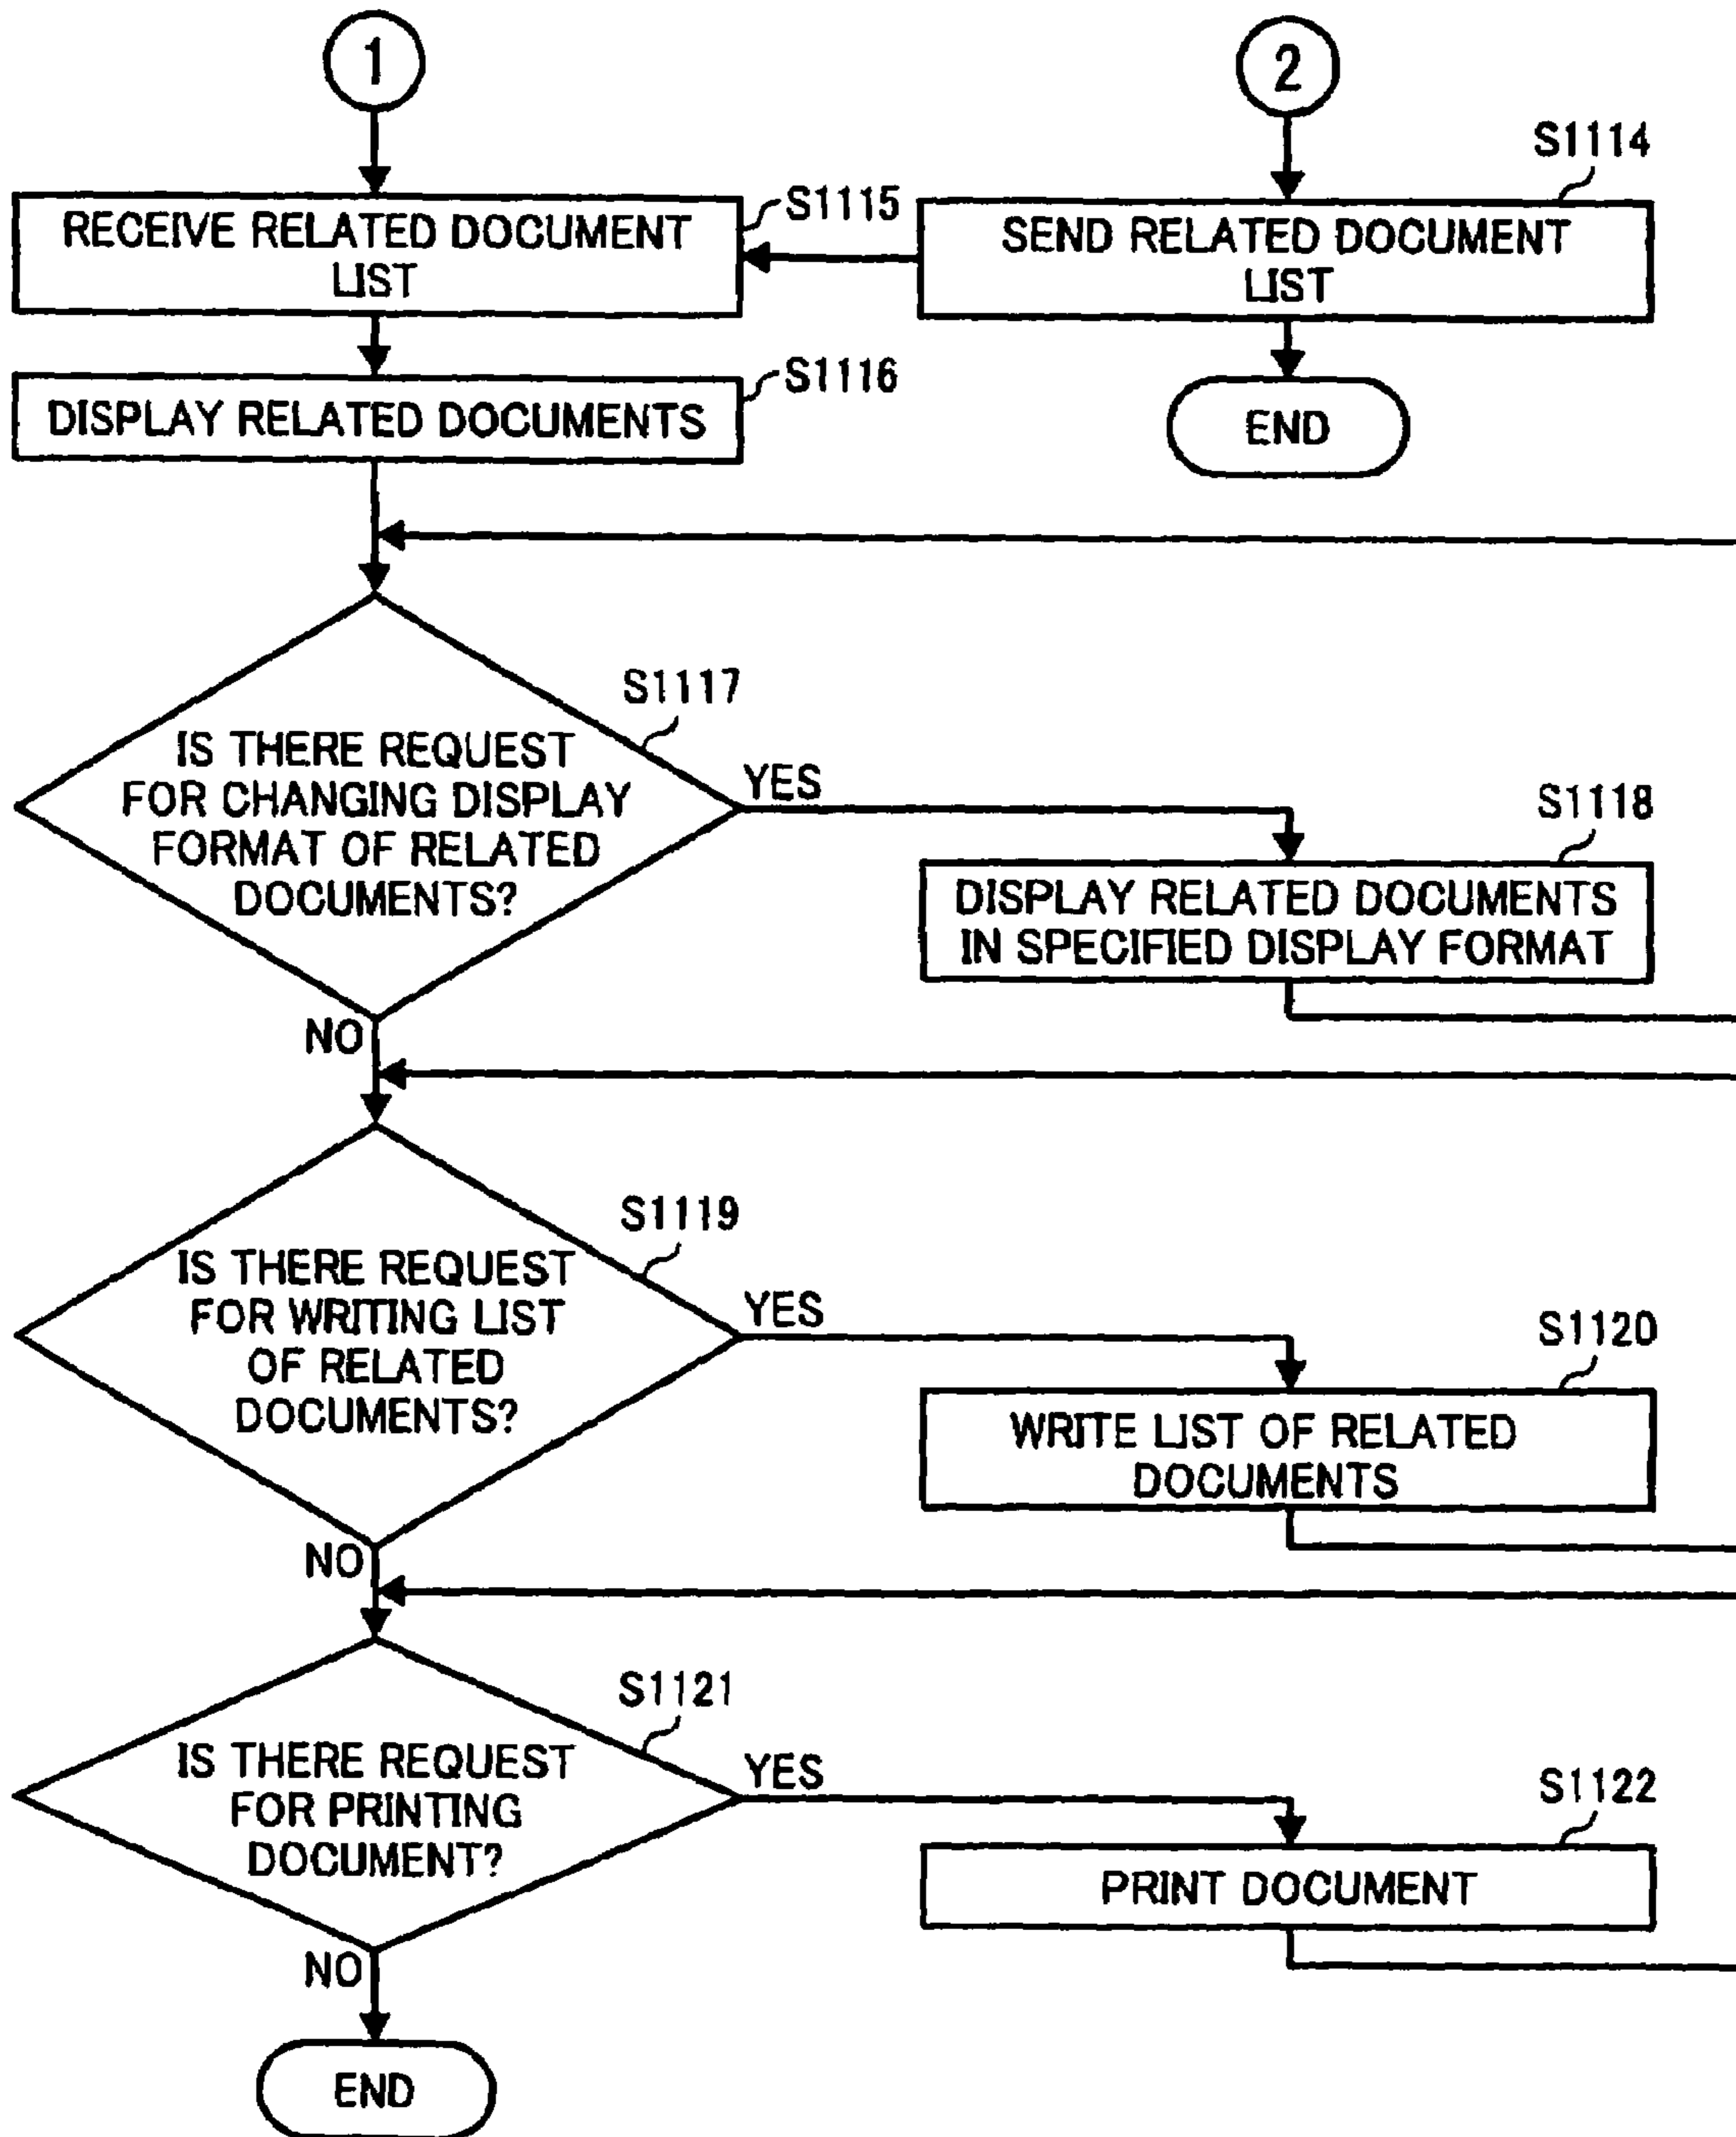 1
2
S1114
S1115
RECEIVE RELATED DOCUMENT
LIST
SEND RELATED DOCUMENT
LIST
S1116
DISPLAY RELATED DOCUMENTS
END
S1117
IS THERE REQUEST
FOR CHANGING DISPLAY
FORMAT OF RELATED
DOCUMENTS?
YES
S1118
DISPLAY RELATED DOCUMENTS
IN SPECIFIED DISPLAY FORMAT
NO
S1119
IS THERE REQUEST
FOR WRITING LIST
OF RELATED
DOCUMENTS?
YES
S1120
WRITE LIST OF RELATED
DOCUMENTS
NO
S1121
IS THERE REQUEST
FOR PRINTING
DOCUMENT?
YES
S1122
PRINT DOCUMENT
NO
END